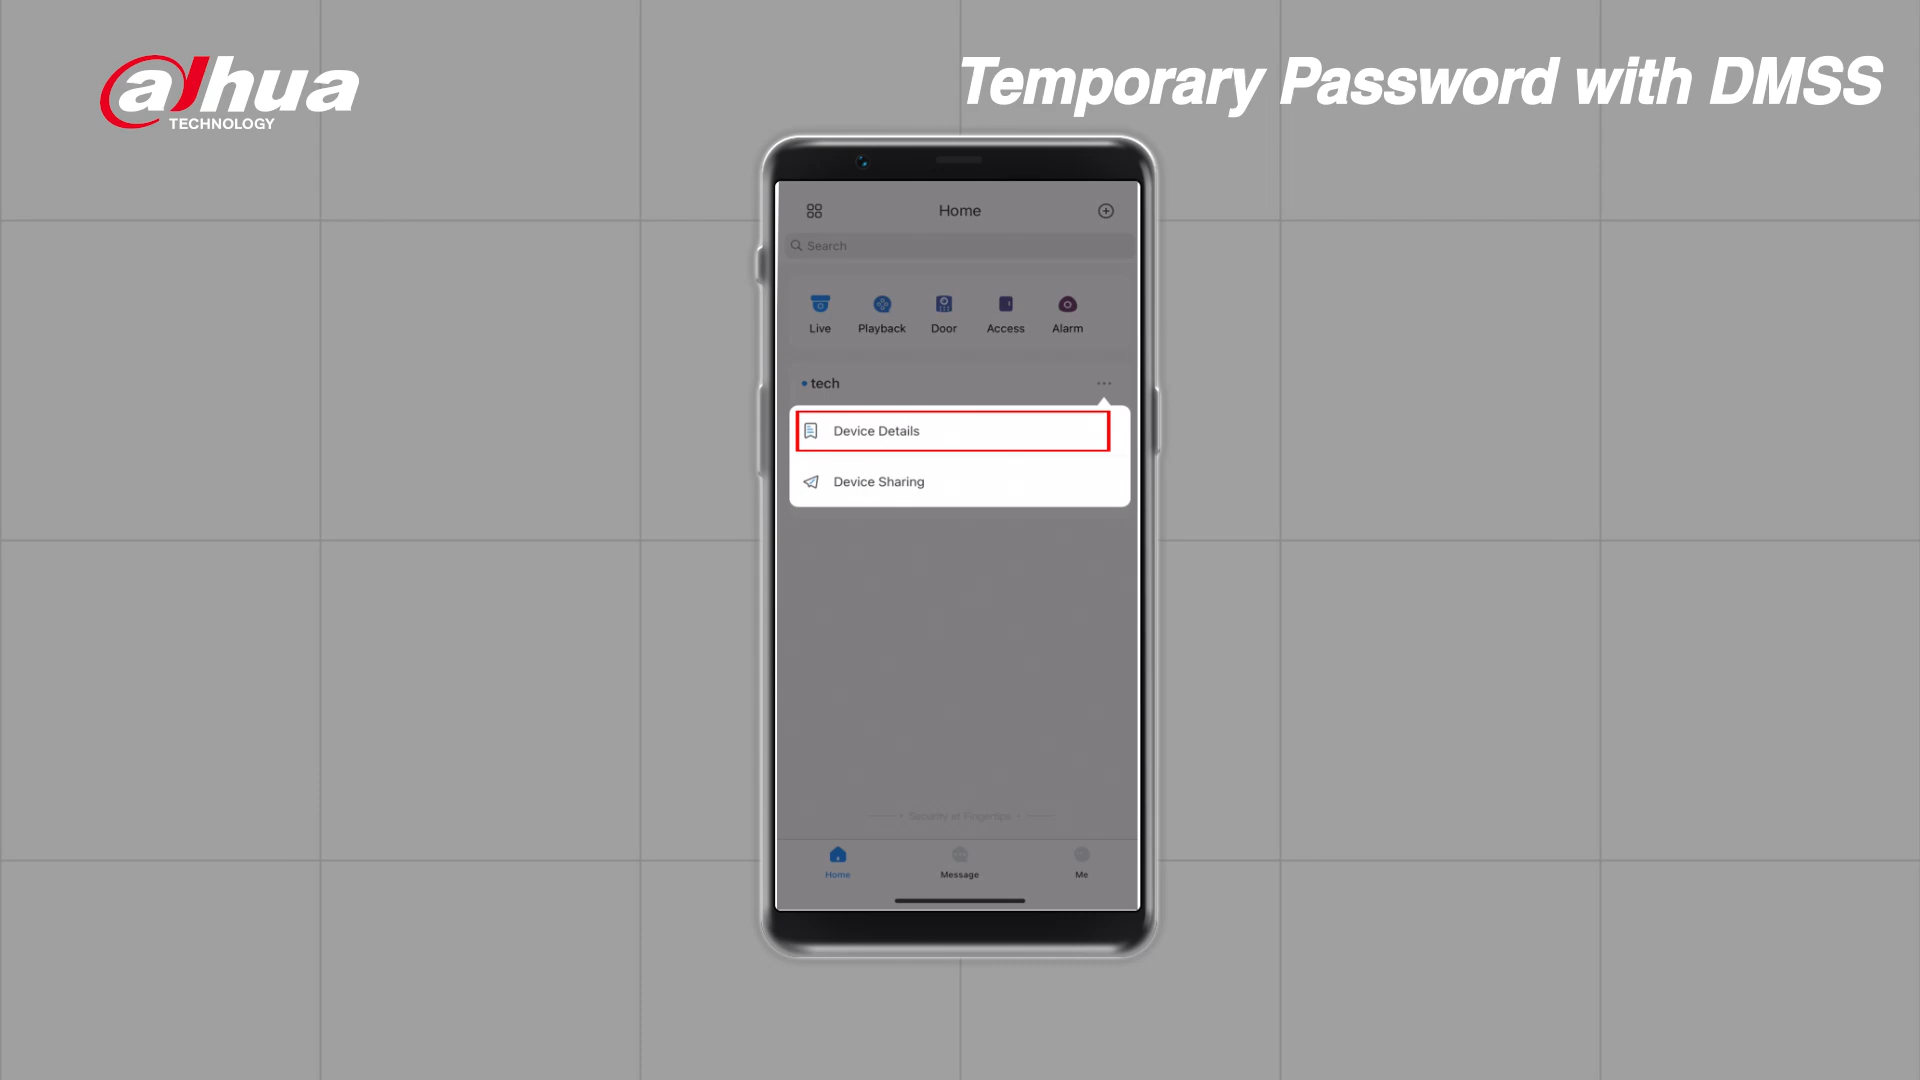 alhua
TECHNOLOGY
Temporary Password with DMSS
Home
Search
Live
Playback
Door
Access
Alarm
tech
Device Details
Device Sharing
Security at Fingertips
Home
Message
Me